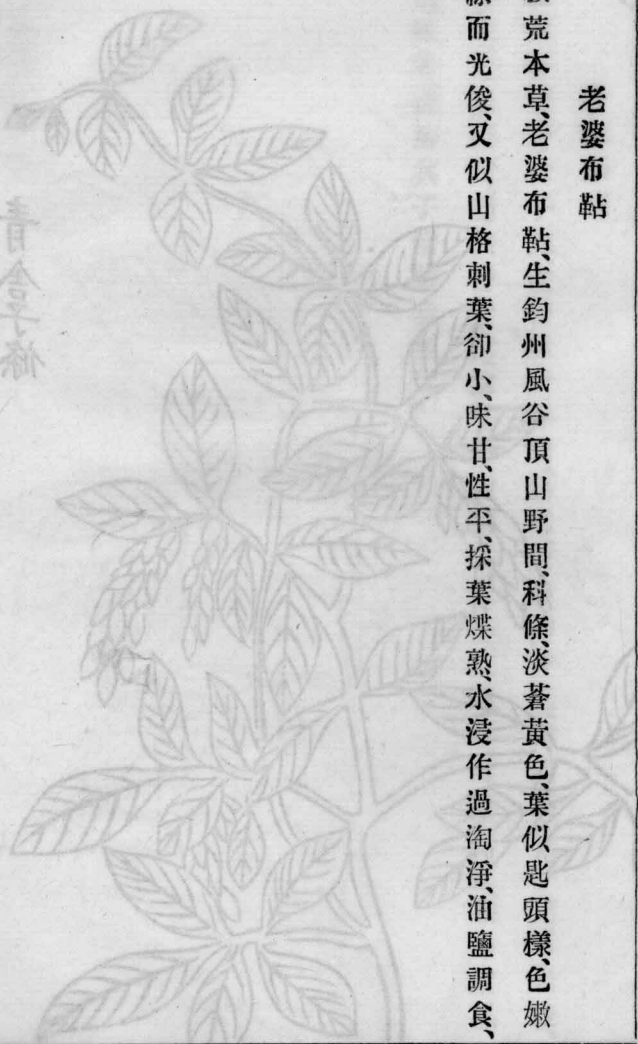 老婆布鞊
荒本草、老婆布鞊、生鈞州風谷頂山野間、科條、淡蒼黃色、葉似匙頭樣、色嫩
而光俊、又似山格刺葉、卻小、味甘、性平、採葉煠熟、水浸作過淘淨、油鹽調食、